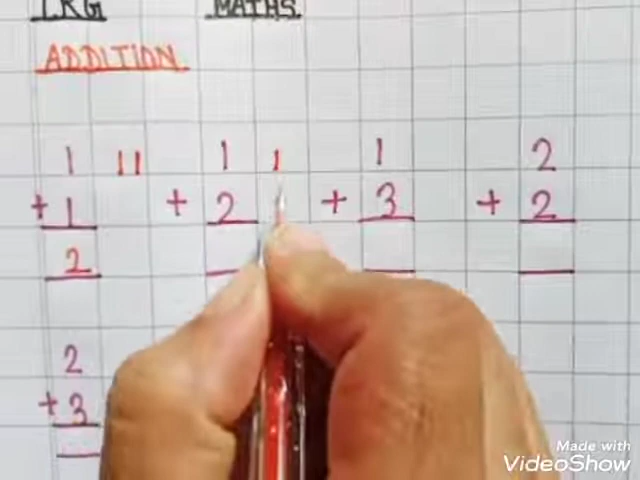 LKG MATHS
ADDITION
1 11 1 1 1 2
+ 1 + 2 + 3 + 2
2
2
+ 3
Made with
VideoShow